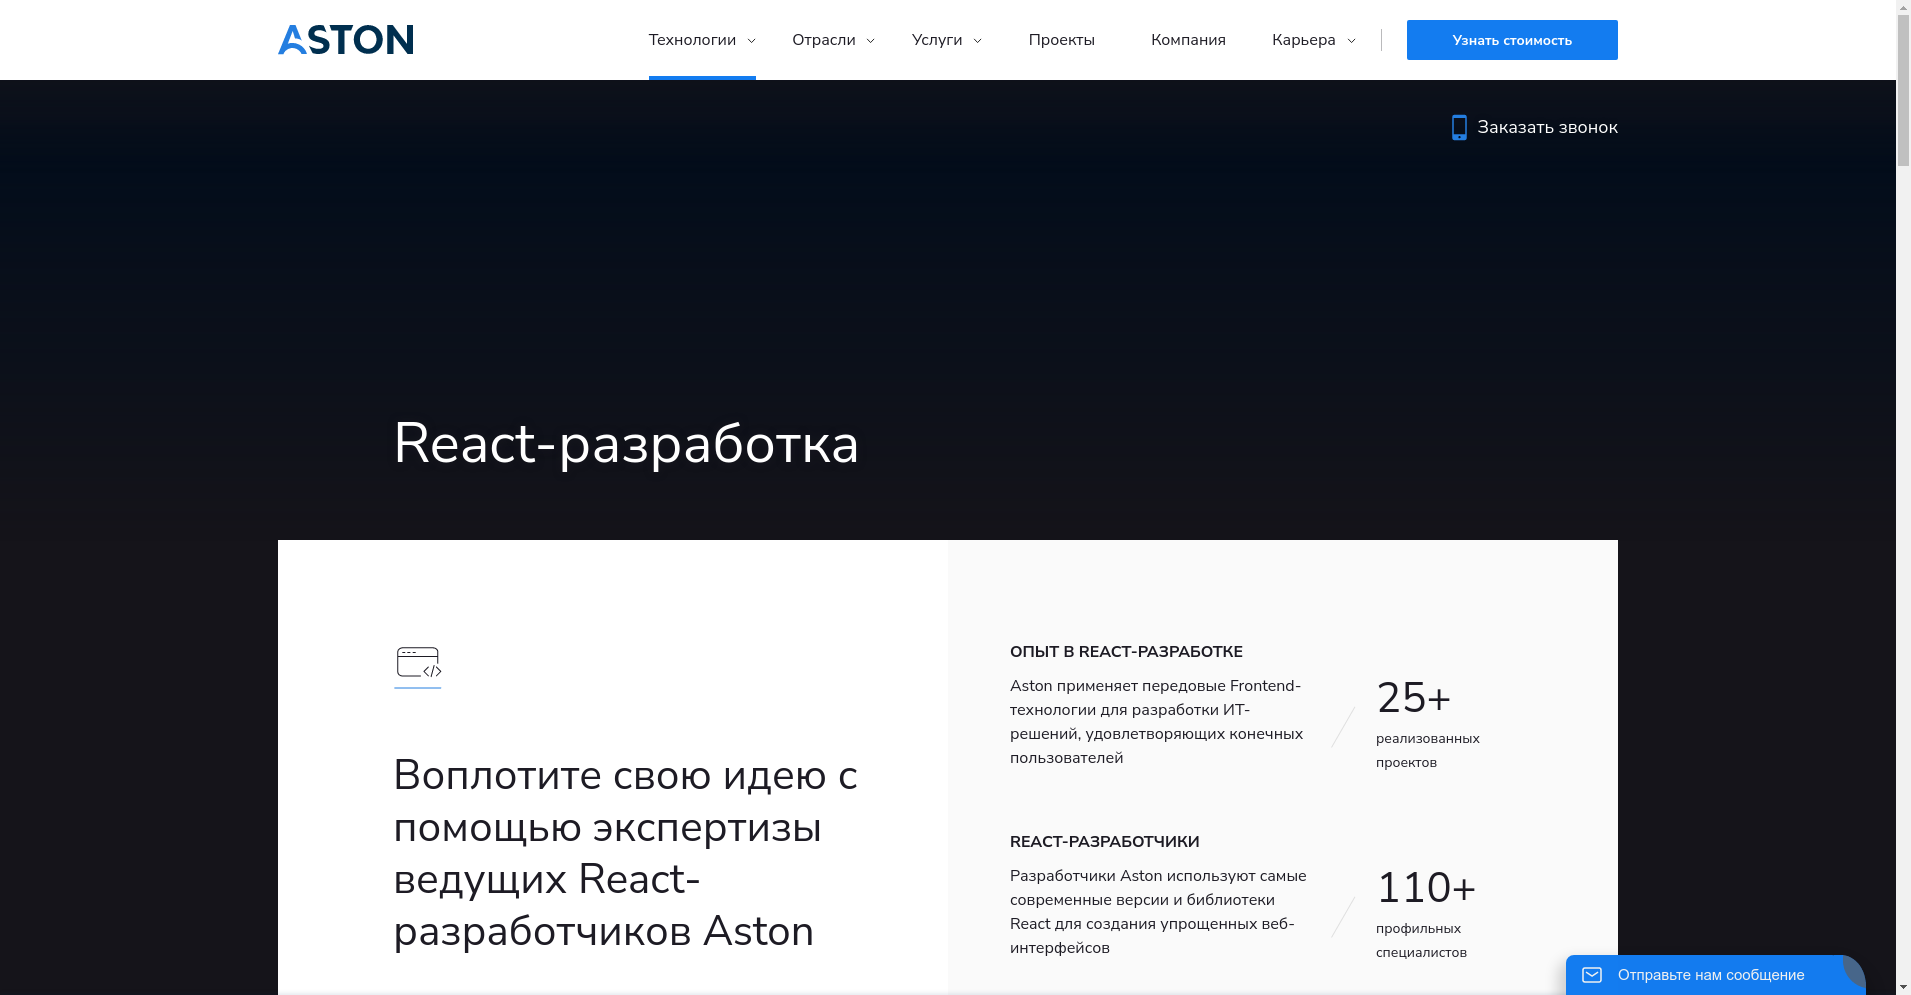 ASTON
Технологии
Отрасли
Услуги
Проекты
Компания
Карьера
Узнать стоимость
Заказать звонок
React-разработка
Воплотите свою идею с
помощью экспертизы
ведущих React-
разработчиков Aston
ОПЫТ В REACT-РАЗРАБОТКЕ
Aston применяет передовые Frontend-
технологии для разработки ИТ-
решений, удовлетворяющих конечных
пользователей
25+
реализованных
проектов
REACT-РАЗРАБОТЧИКИ
Разработчики Aston используют самые
современные версии и библиотеки
React для создания упрощенных веб-
интерфейсов
110+
профильных
специалистов
Отправьте нам сообщение